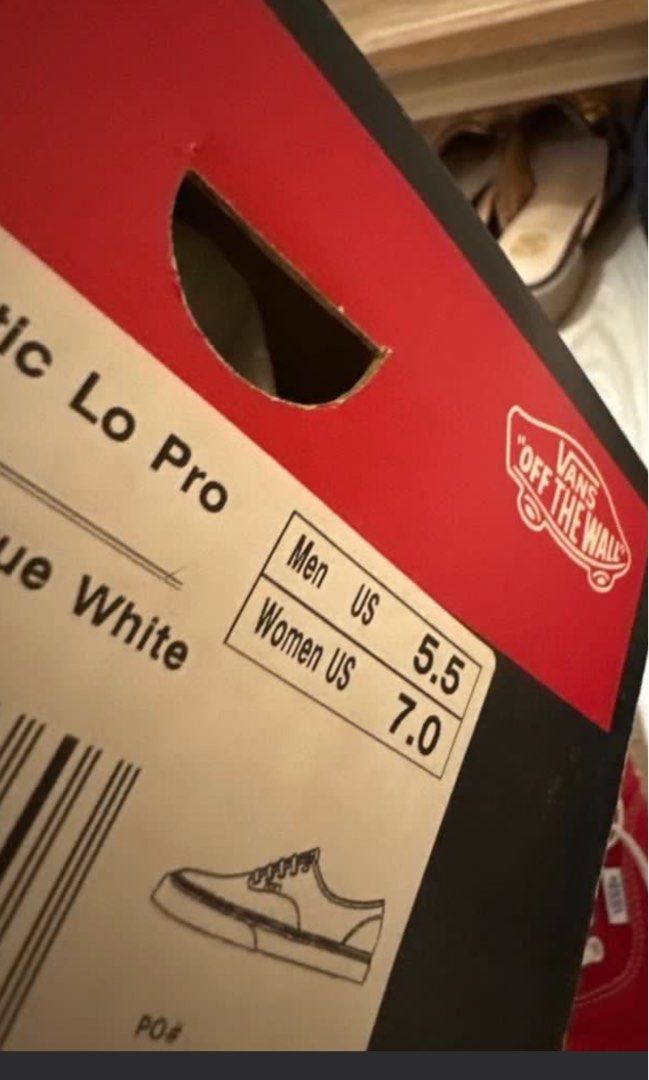 tic Lo Pro
ue White
Men US 5.5
Women US 7.0
VANS
"OFF THE WALL"
PO#